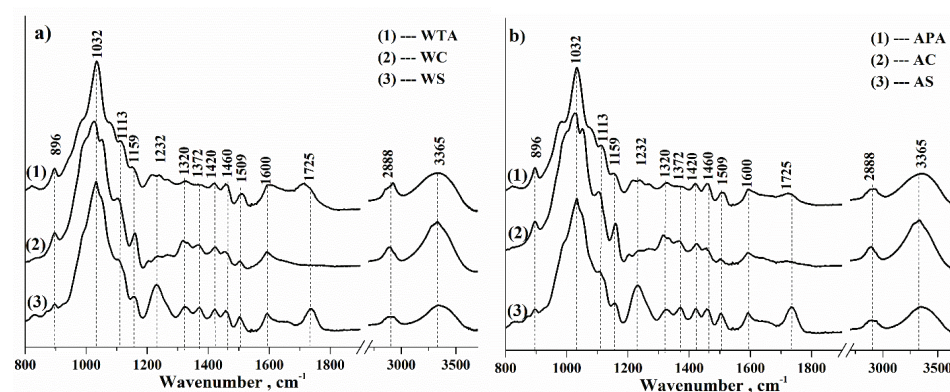 a)
(1) --- WTA
(2) --- WC
(3) --- WS
896
1032
1113
1159
1232
1320
1372
1420
1460
1509
1600
1725
2888
3365
(1)
(2)
(3)
800 1000 1200 1400 1600 3000 3500
Wavenumber , cm-1
b)
(1) --- APA
(2) --- AC
(3) --- AS
896
1032
1113
1159
1232
1320
1372
1420
1460
1509
1600
1725
2888
3365
(1)
(2)
(3)
800 1000 1200 1400 1600 1800 3000 3500
Wavenumber , cm-1